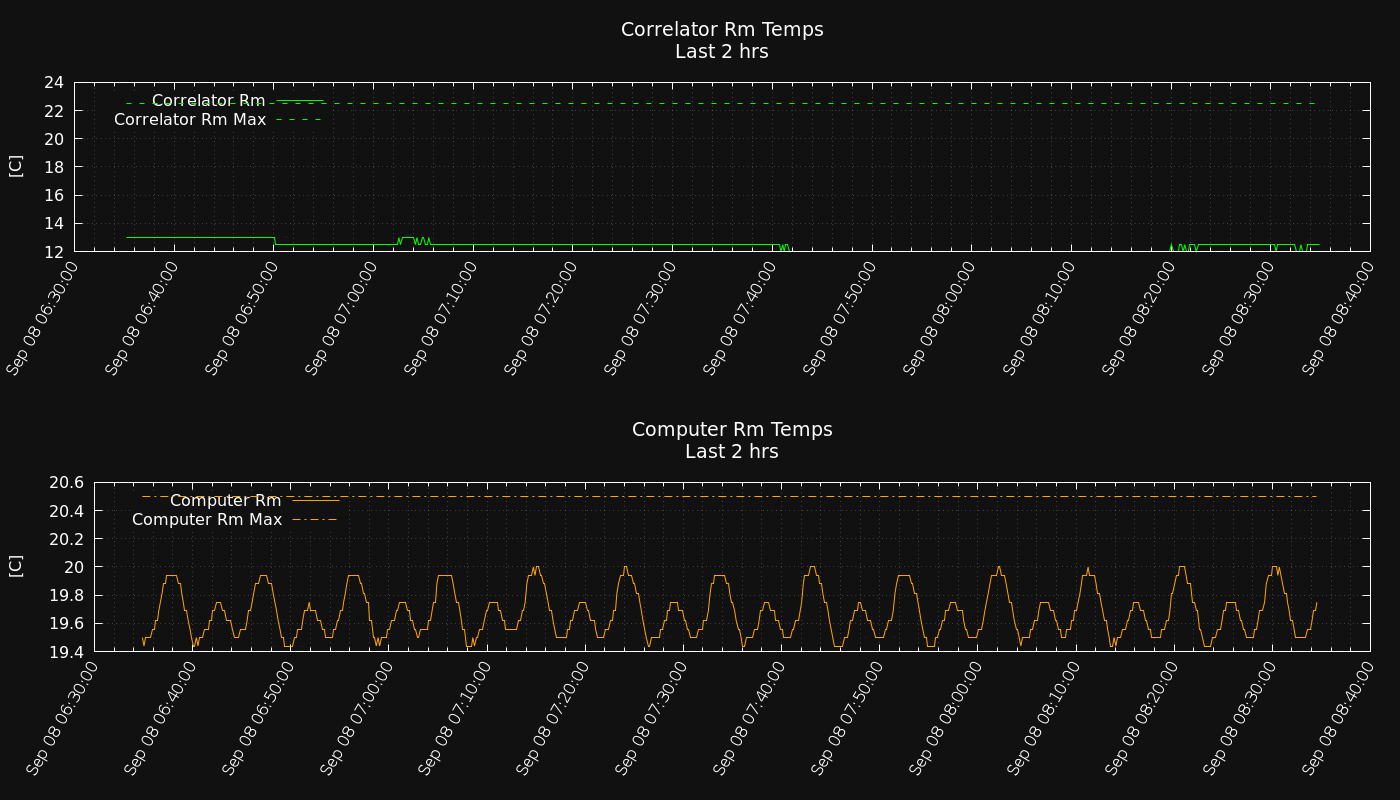 Correlator Rm Temps
Last 2 hrs
[C]
24
22
20
18
16
14
12
Correlator Rm
Correlator Rm Max
Sep 08 06:30:00
Sep 08 06:40:00
Sep 08 06:50:00
Sep 08 07:00:00
Sep 08 07:10:00
Sep 08 07:20:00
Sep 08 07:30:00
Sep 08 07:40:00
Sep 08 07:50:00
Sep 08 08:00:00
Sep 08 08:10:00
Sep 08 08:20:00
Sep 08 08:30:00
Sep 08 08:40:00
Computer Rm Temps
Last 2 hrs
[C]
20.6
20.4
20.2
20
19.8
19.6
19.4
Computer Rm
Computer Rm Max
Sep 08 06:30:00
Sep 08 06:40:00
Sep 08 06:50:00
Sep 08 07:00:00
Sep 08 07:10:00
Sep 08 07:20:00
Sep 08 07:30:00
Sep 08 07:40:00
Sep 08 07:50:00
Sep 08 08:00:00
Sep 08 08:10:00
Sep 08 08:20:00
Sep 08 08:30:00
Sep 08 08:40:00